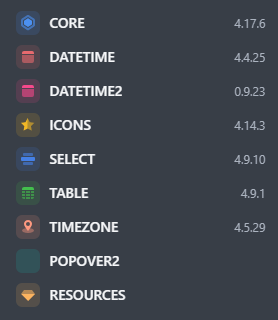 CORE 4.17.6
DATETIME 4.4.25
DATETIME2 0.9.23
ICONS 4.14.3
SELECT 4.9.10
TABLE 4.9.1
TIMEZONE 4.5.29
POPOVER2
RESOURCES